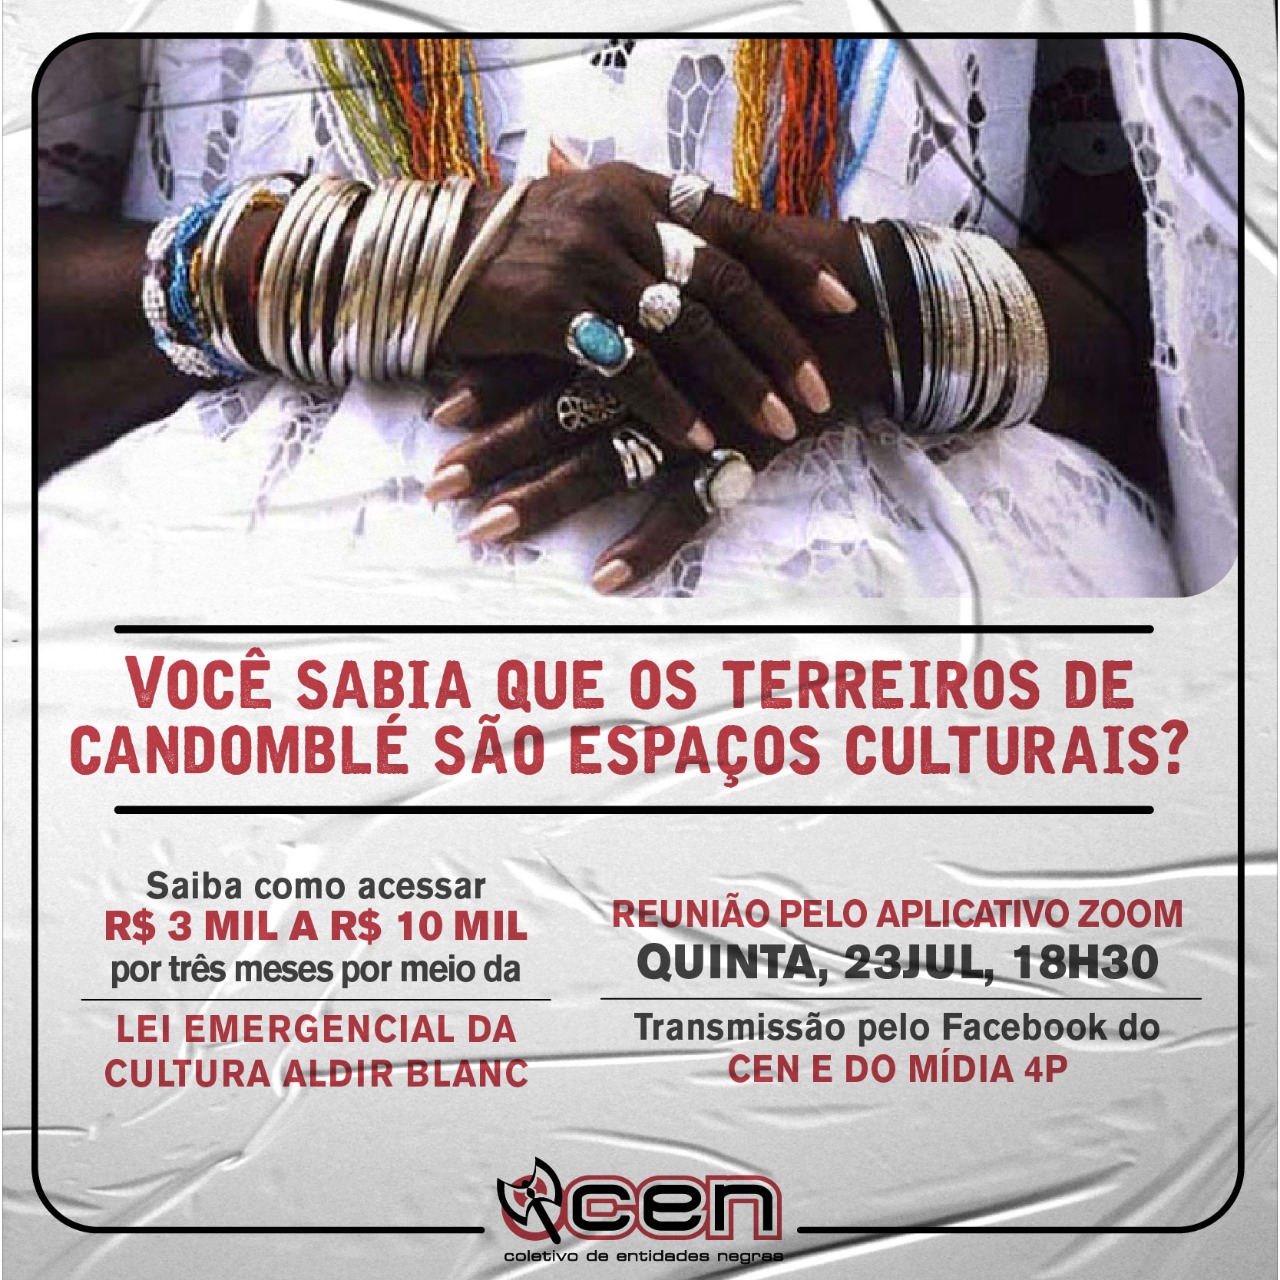 Você sabia que os terreiros de
candomblé são espaços culturais?
Saiba como acessar
R$ 3 MIL A R$ 10 MIL
por três meses por meio da
LEI EMERGENCIAL DA
CULTURA ALDIR BLANC
REUNIÃO PELO APLICATIVO ZOOM
QUINTA, 23JUL, 18H30
Transmissão pelo Facebook do
CEN E DO MÍDIA 4P
cen
coletivo de entidades negras